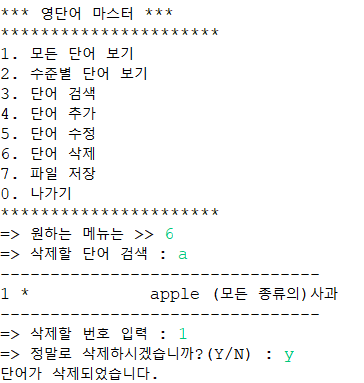 *** 영단어 마스터 ***
**********************
1. 모든 단어 보기
2. 수준별 단어 보기
3. 단어 검색
4. 단어 추가
5. 단어 수정
6. 단어 삭제
7. 파일 저장
0. 나가기
**********************
=> 원하는 메뉴는 >> 6
=> 삭제할 단어 검색 : a
--------------------------------
1 *            apple (모든 종류의)사과
--------------------------------
=> 삭제할 번호 입력 : 1
=> 정말로 삭제하시겠습니까?(Y/N) : y
단어가 삭제되었습니다.